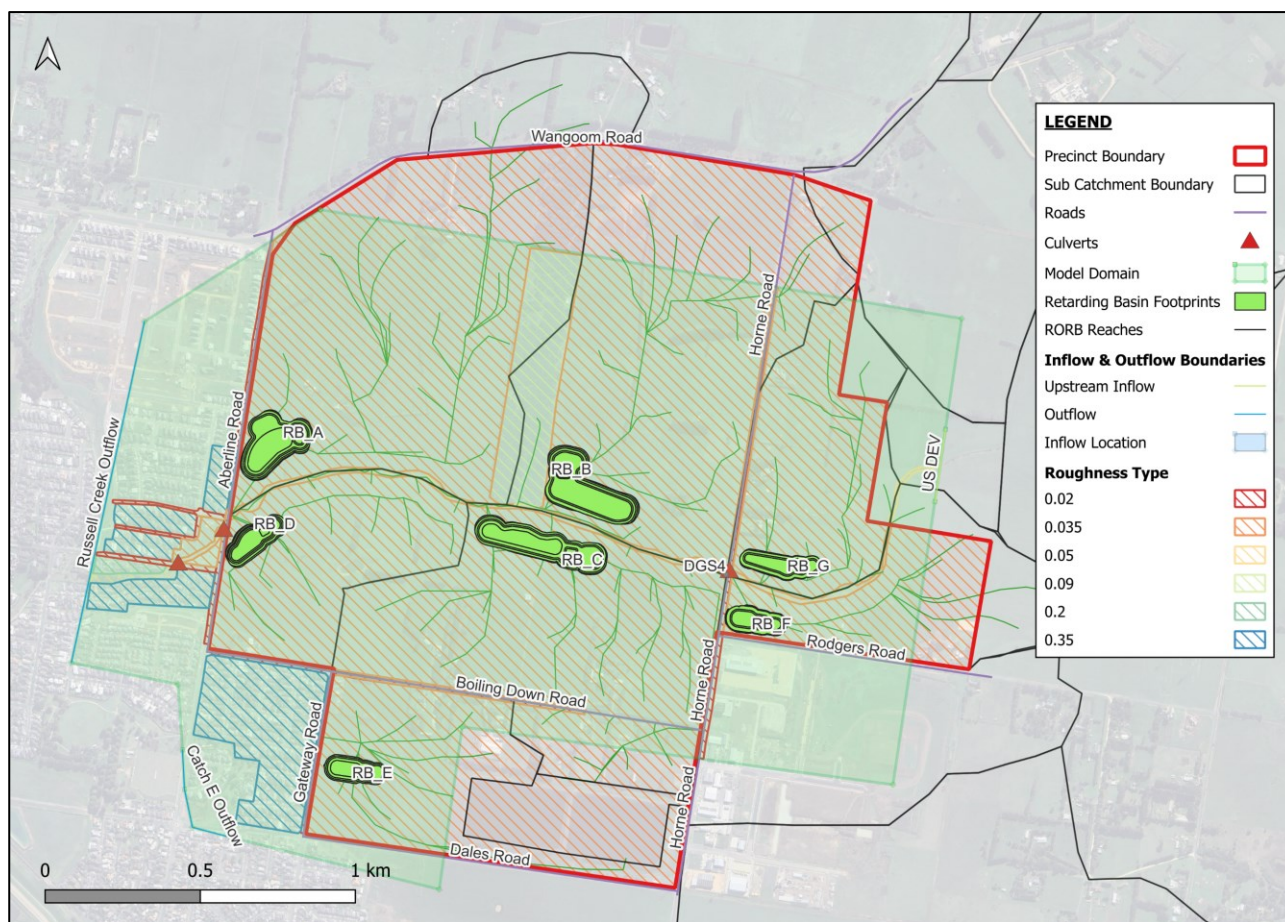 Wangoom Road
LEGEND
Precinct Boundary
Sub Catchment Boundary
Roads
Culverts
Model Domain
Retarding Basin Footprints
RORB Reaches
Inflow & Outflow Boundaries
Upstream Inflow
Outflow
Inflow Location
Roughness Type
0.02
0.035
0.05
0.09
0.2
0.35
Horne Road
Aberline Road
RB_A
RB_B
US DEV
Russell Creek Outflow
RB_D
RB_C
DGS4
RB_G
RB_F
Rodgers Road
Boiling Down Road
Horne Road
Gateway Road
RB_E
Catch E Outflow
Horne Road
Dales Road
0 0.5 1 km